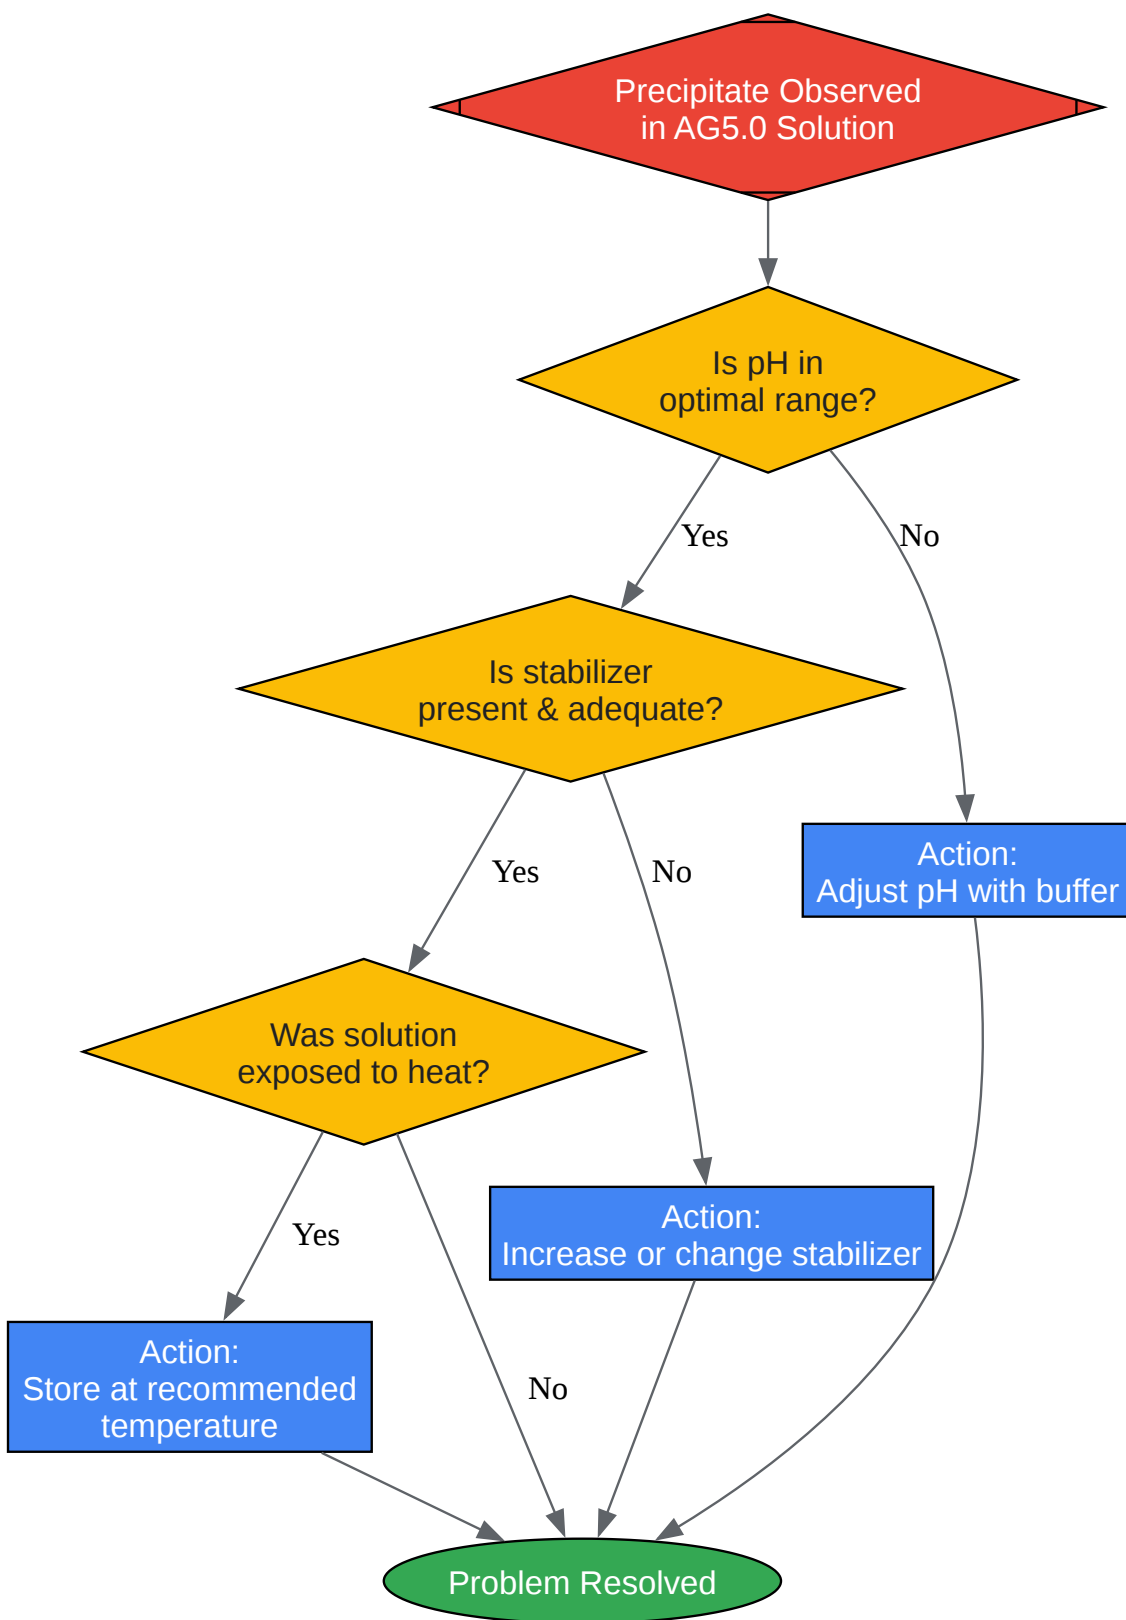 Precipitate Observed
in AG5.0 Solution
Is pH in
optimal range?
Yes
No
Is stabilizer
present & adequate?
Yes
No
Action:
Adjust pH with buffer
Was solution
exposed to heat?
Yes
No
Action:
Increase or change stabilizer
Action:
Store at recommended
temperature
Problem Resolved